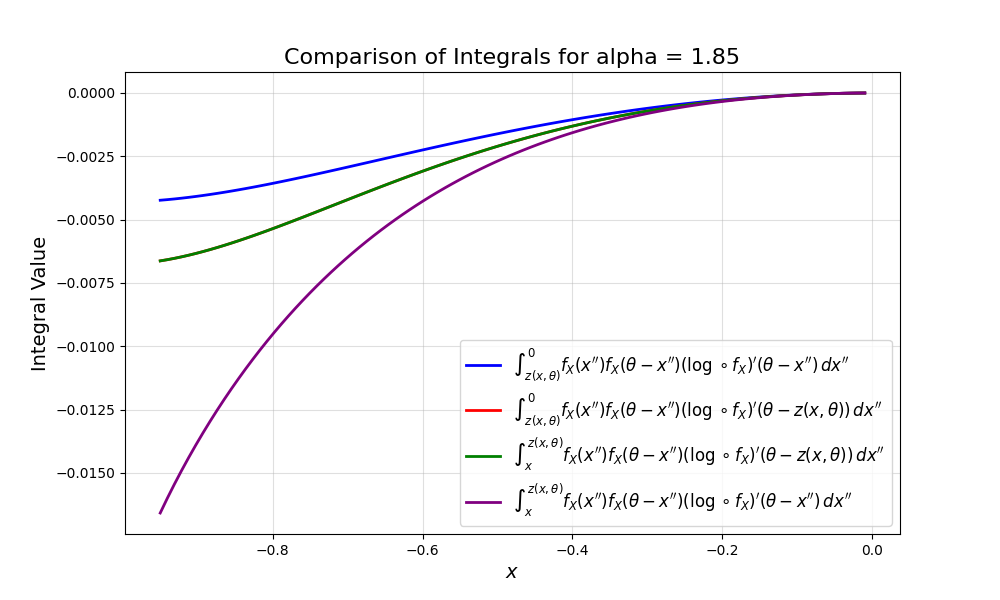 Comparison of Integrals for alpha = 1.85
Integral Value
0.0000
−0.0025
−0.0050
−0.0075
−0.0100
−0.0125
−0.0150
∫_{z(x, θ)}^{0} f_X(x″)f_X(θ − x″)(log ∘ f_X)′(θ − x″) dx″
∫_{z(x, θ)}^{0} f_X(x″)f_X(θ − x″)(log ∘ f_X)′(θ − z(x, θ)) dx″
∫_{x}^{z(x, θ)} f_X(x″)f_X(θ − x″)(log ∘ f_X)′(θ − z(x, θ)) dx″
∫_{x}^{z(x, θ)} f_X(x″)f_X(θ − x″)(log ∘ f_X)′(θ − x″) dx″
−0.8 −0.6 −0.4 −0.2 0.0
x